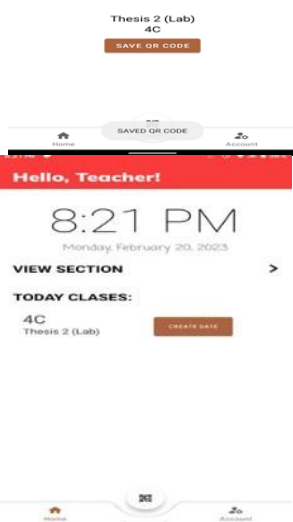 Thesis 2 (Lab)
4C
SAVE QR CODE
SAVED QR CODE
Home
Account
Hello, Teacher!
8:21 PM
Monday, February 20, 2023
VIEW SECTION >
TODAY CLASES:
4C
Thesis 2 (Lab)
CREATE DATE
Home
Account